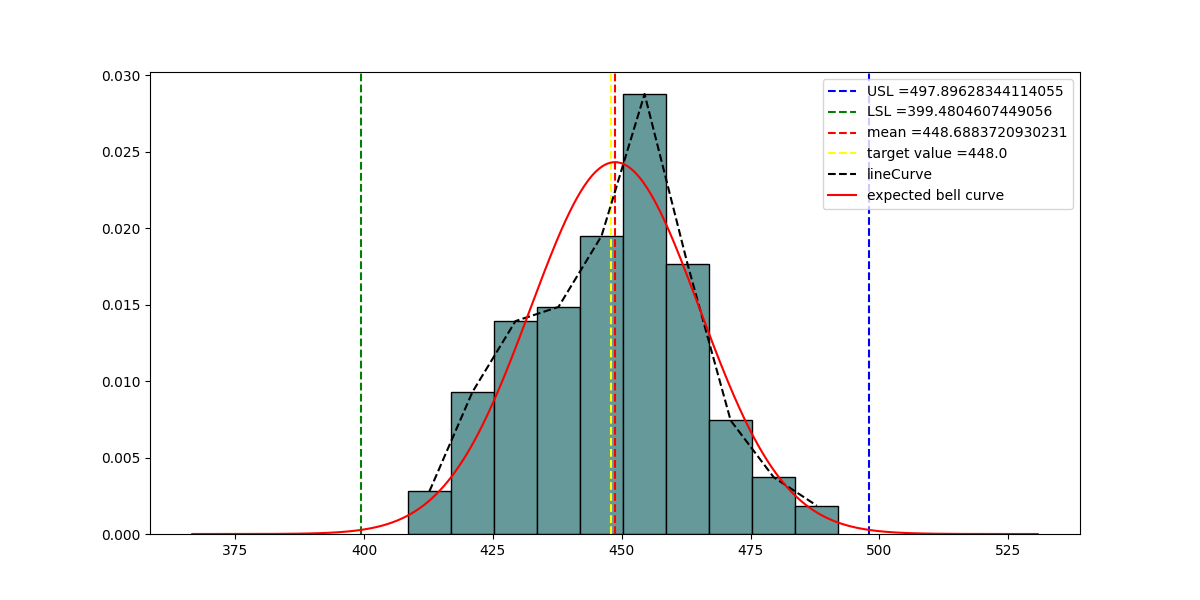 0.030
0.025
0.020
0.015
0.010
0.005
0.000
375 400 425 450 475 500 525
USL =497.89628344114055
LSL =399.4804607449056
mean =448.6883720930231
target value =448.0
lineCurve
expected bell curve